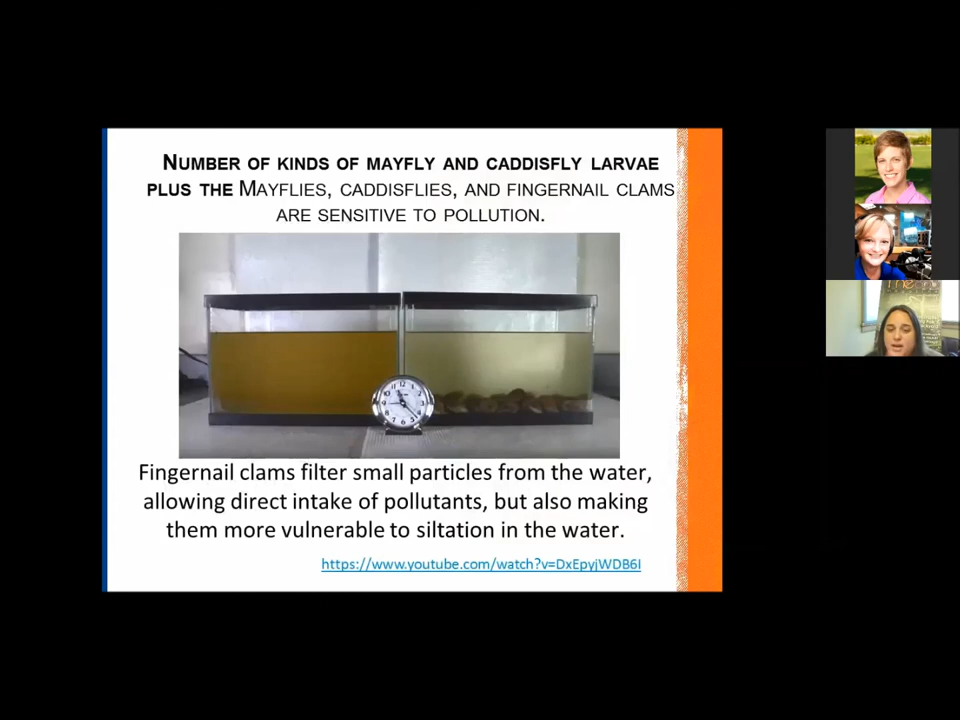 NUMBER OF KINDS OF MAYFLY AND CADDISFLY LARVAE
PLUS THE MAYFLIES, CADDISFLIES, AND FINGERNAIL CLAMS
ARE SENSITIVE TO POLLUTION.
12
Fingernail clams filter small particles from the water,
allowing direct intake of pollutants, but also making
them more vulnerable to siltation in the water.
https://www.youtube.com/watch?v=DxEpyjWDB6I